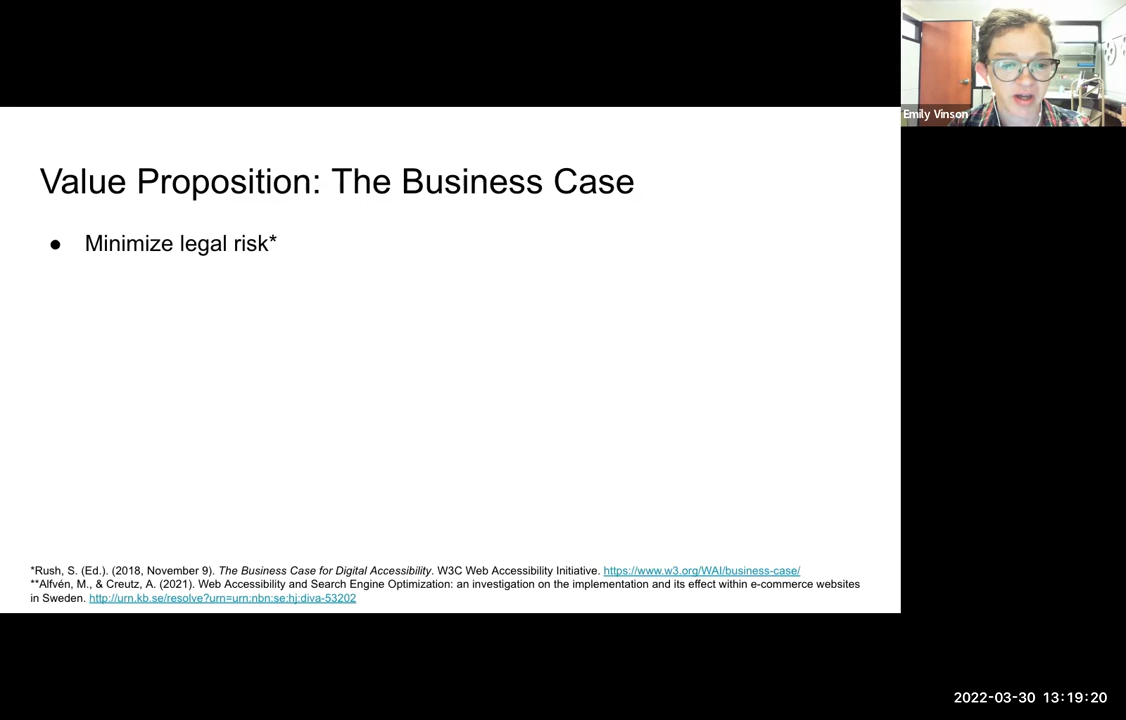 Emily Vinson
Value Proposition: The Business Case
● Minimize legal risk*
*Rush, S. (Ed.). (2018, November 9). The Business Case for Digital Accessibility. W3C Web Accessibility Initiative. https://www.w3.org/WAI/business-case/
**Alfvén, M., & Creutz, A. (2021). Web Accessibility and Search Engine Optimization: an investigation on the implementation and its effect within e-commerce websites
in Sweden. http://urn.kb.se/resolve?urn=urn:nbn:se:hj:diva-53202
2022-03-30 13:19:20